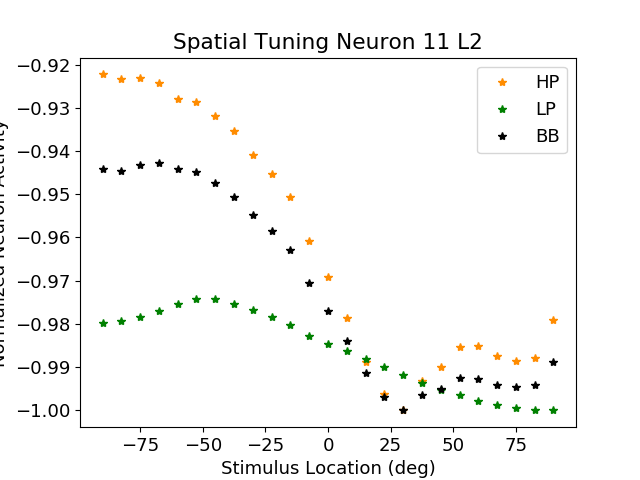 Spatial Tuning Neuron 11 L2
HP
LP
BB
−0.92
−0.93
−0.94
−0.95
−0.96
−0.97
−0.98
−0.99
−1.00
Normalized Neuron Activity
−75
−50
−25
0
25
50
75
Stimulus Location (deg)